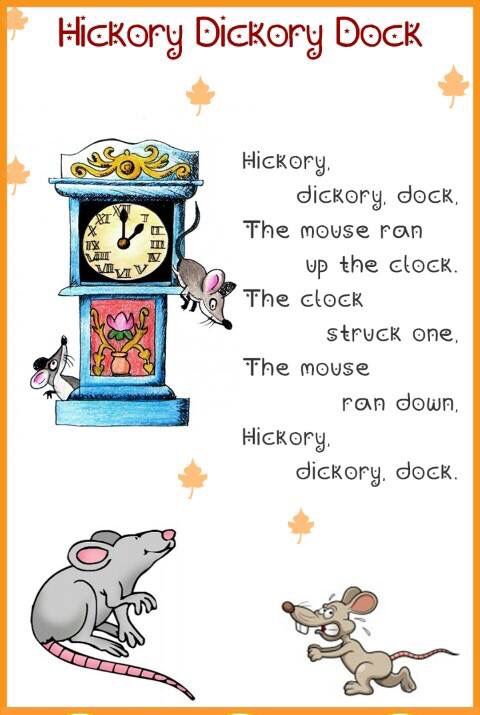 Hickory Dickory Dock
Hickory,
dickory, dock,
The mouse ran
up the clock.
The clock
struck one,
The mouse
ran down,
Hickory,
dickory, dock.